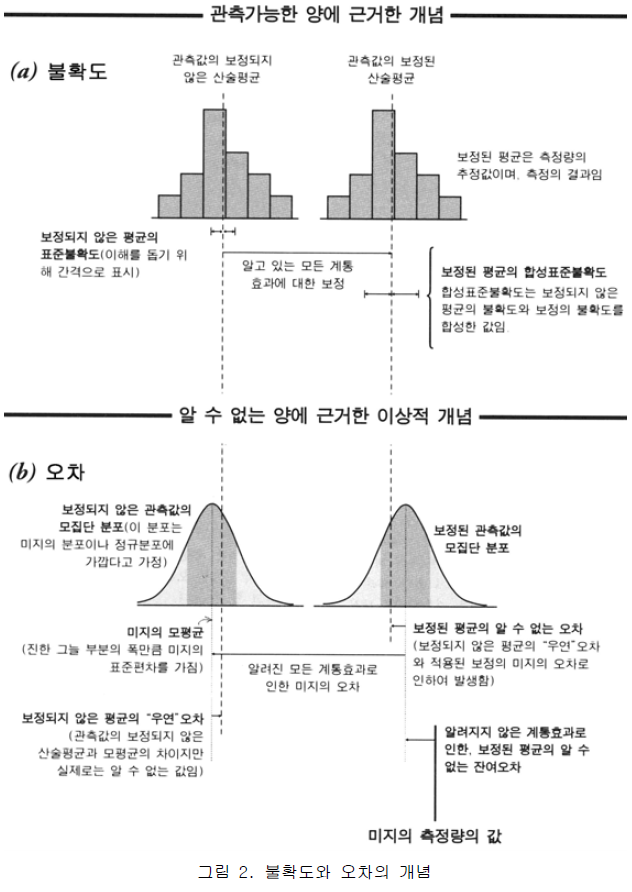 관측가능한 양에 근거한 개념
(a) 불확도
관측값의 보정되지
않은 산술평균
관측값의 보정된
산술평균
보정된 평균은 측정량의
추정값이며, 측정의 결과임
보정되지 않은 평균의
표준불확도(이해를 돕기 위
해 간격으로 표시)
알고 있는 모든 계통
효과에 대한 보정
보정된 평균의 합성표준불확도
합성표준불확도는 보정되지 않은
평균의 불확도와 보정의 불확도를
합성한 값임.
알 수 없는 양에 근거한 이상적 개념
(b) 오차
보정되지 않은 관측값의
모집단 분포(이 분포는
미지의 분포이나 정규분포에
가깝다고 가정)
보정된 관측값의
모집단 분포
미지의 모평균
(진한 그늘 부분의 폭만큼 미지의
표준편차를 가짐)
알려진 모든 계통효과로
인한 미지의 오차
보정된 평균의 알 수 없는 오차
(보정되지 않은 평균의 "우연"오차
와 적용된 보정의 미지의 오차로
인하여 발생함)
보정되지 않은 평균의 "우연"오차
(관측값의 보정되지 않은
산술평균과 모평균의 차이지만
실제로는 알 수 없는 값임)
알려지지 않은 계통효과로
인한, 보정된 평균의 알 수
없는 잔여오차
미지의 측정량의 값
그림 2. 불확도와 오차의 개념